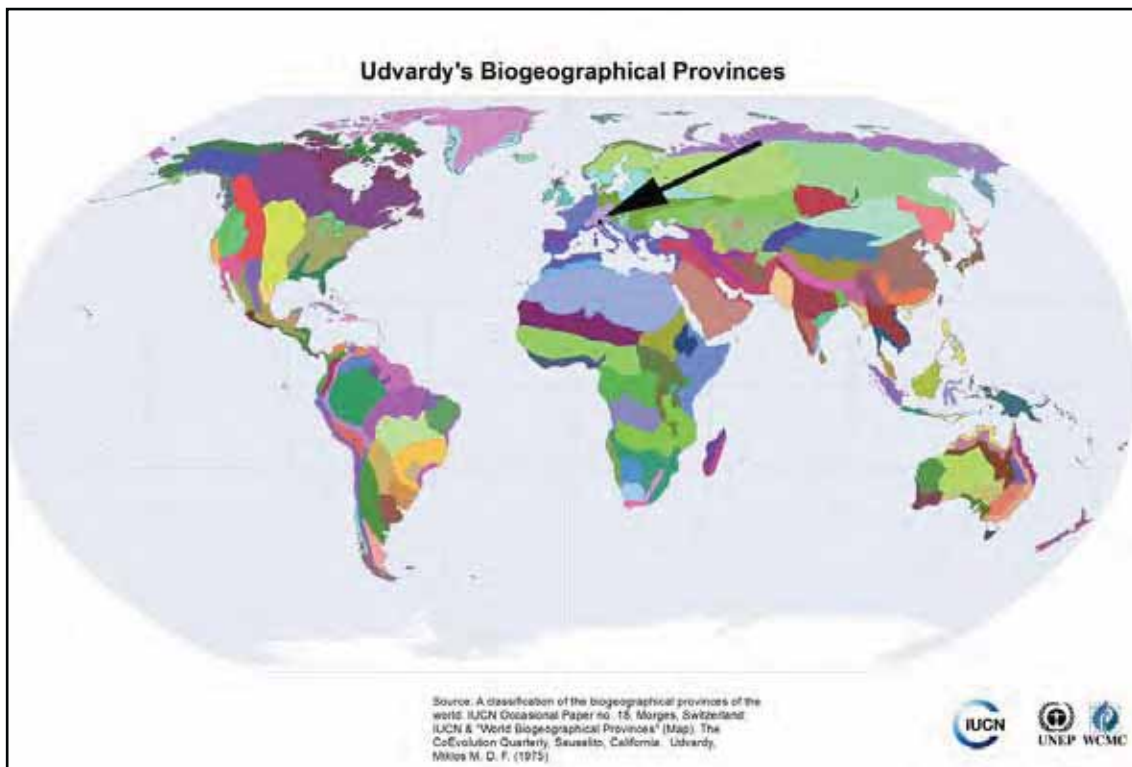 Udvardy's Biogeographical Provinces
Source: A classification of the biogeographical provinces of the
world. IUCN Occasional Paper no. 18. Morges, Switzerland:
IUCN & "World Biogeographical Provinces" (Map). The
CoEvolution Quarterly, Sausalito, California. Udvardy,
Miklos M. D. F. (1975)
IUCN
UNEP WCMC